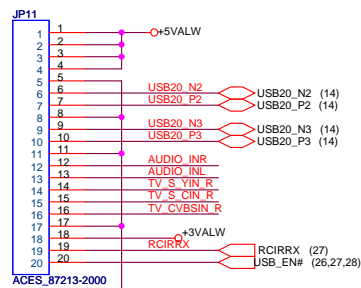 JP11
1 1 +5VALW
2 2
3 3
4 4
5 5
6 6 USB20_N2 USB20_N2 (14)
7 7 USB20_P2 USB20_P2 (14)
8 8
9 9 USB20_N3 USB20_N3 (14)
10 10 USB20_P3 USB20_P3 (14)
11 11
12 12 AUDIO_INR
13 13 AUDIO_INL
14 14 TV_S_YIN_R
15 15 TV_S_CIN_R
16 16 TV_CVBSIN_R
17 17
18 18 +3VALW
19 19 RCIRRX RCIRRX (27)
20 20 USB_EN# (26,27,28)
ACES_87213-2000